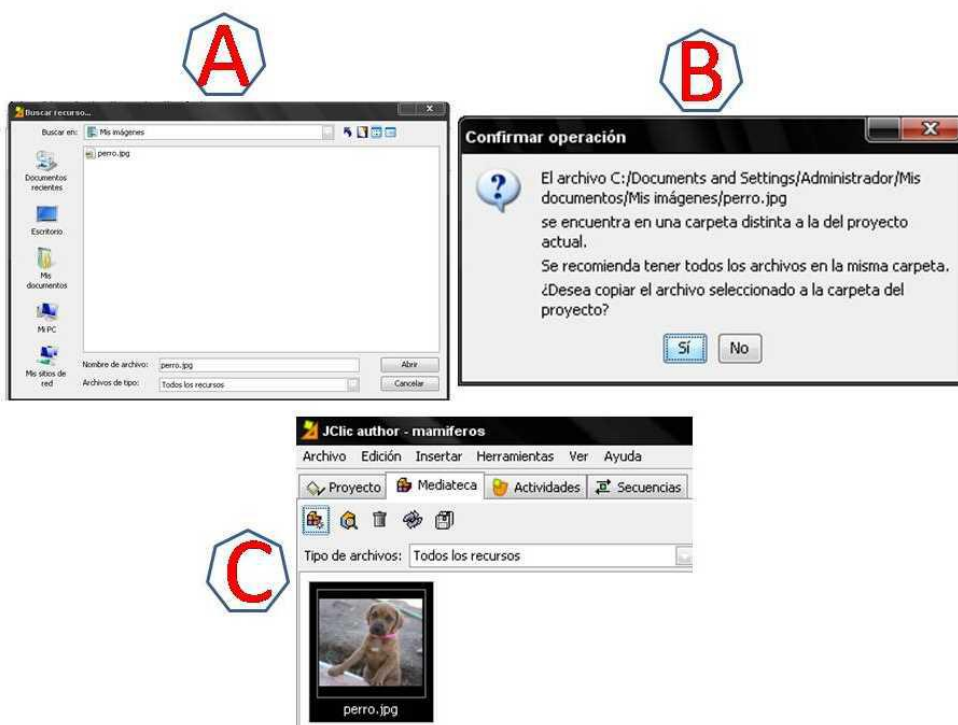 A
Buscar recurso...
Buscar en: Mis imágenes
perro.jpg
Documentos
recientes
Escritorio
Mis
documentos
Mi PC
Mis sitios de
red
Nombre de archivo: perro.jpg
Abrir
Archivos de tipo: Todos los recursos
Cancelar
B
Confirmar operación
El archivo C:/Documents and Settings/Administrador/Mis
documentos/Mis imágenes/perro.jpg
se encuentra en una carpeta distinta a la del proyecto
actual.
Se recomienda tener todos los archivos en la misma carpeta.
¿Desea copiar el archivo seleccionado a la carpeta del
proyecto?
Sí No
C
JClic author - mamiferos
Archivo Edición Insertar Herramientas Ver Ayuda
Proyecto Mediateca Actividades Secuencias
Tipo de archivos: Todos los recursos
perro.jpg